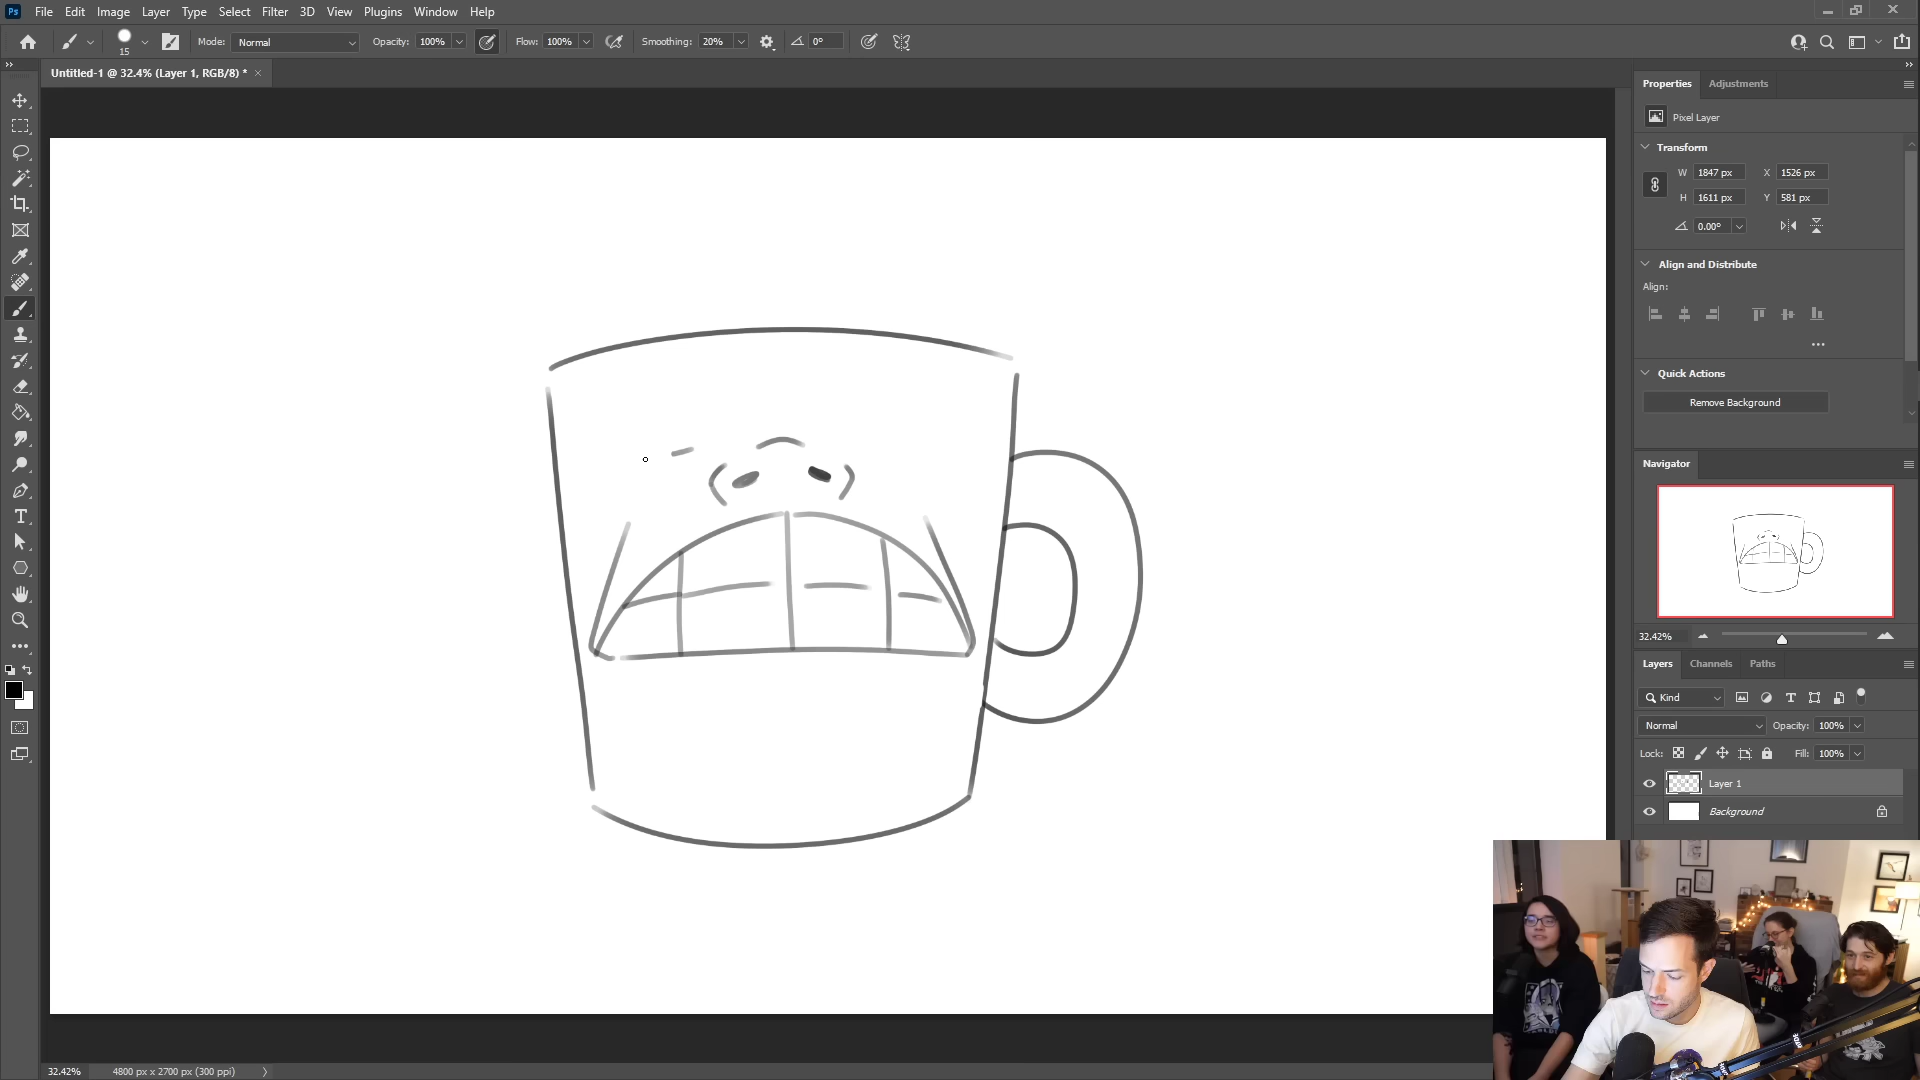 Ps File Edit Image Layer Type Select Filter 3D View Plugins Window Help
15 Mode: Normal Opacity: 100% Flow: 100% Smoothing: 20% 0°
Untitled-1 @ 32.4% (Layer 1, RGB/8) * ×
Properties Adjustments
Pixel Layer
Transform
W 1847 px X 1526 px
H 1611 px Y 581 px
0.00°
Align and Distribute
Align:
Quick Actions
Remove Background
Navigator
32.42%
Layers Channels Paths
Kind
Normal Opacity: 100%
Lock: Fill: 100%
Layer 1
Background
32.42% 4800 px x 2700 px (300 ppi)